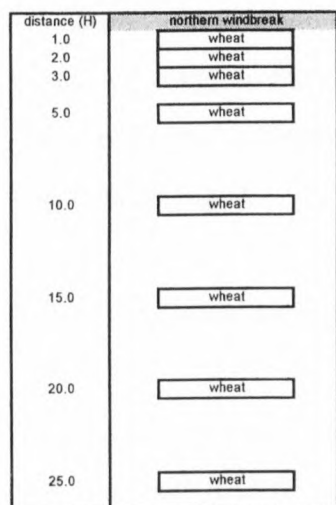 distance (H) northern windbreak
1.0 wheat
2.0 wheat
3.0 wheat
5.0 wheat
10.0 wheat
15.0 wheat
20.0 wheat
25.0 wheat